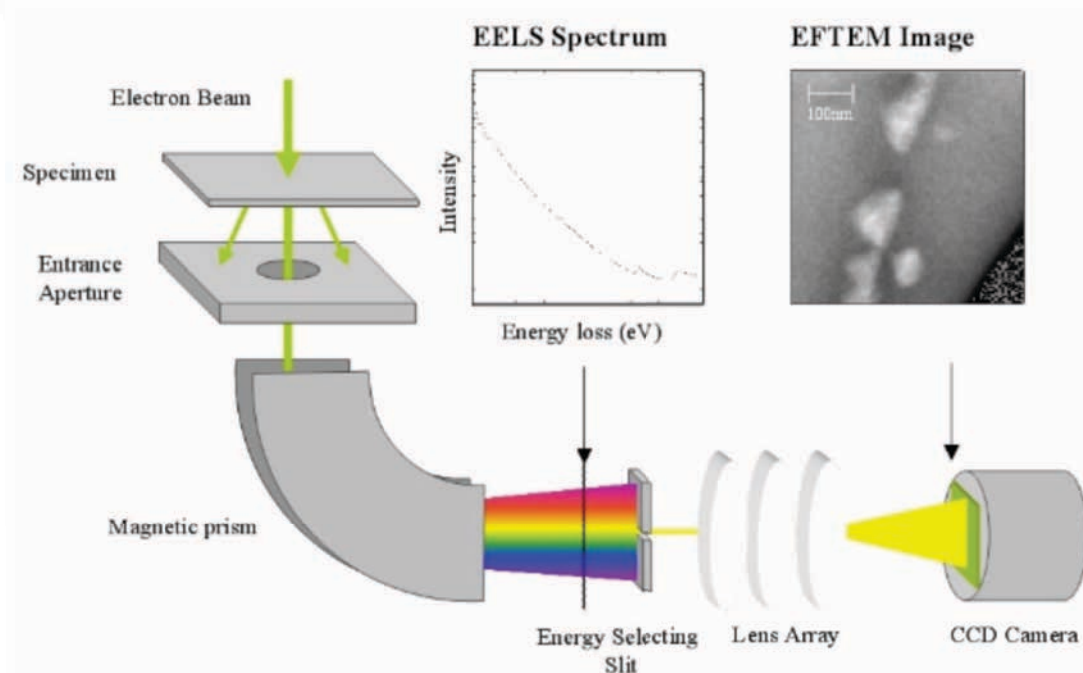 EELS Spectrum
EFTEM Image
Electron Beam
100nm
Specimen
Intensity
Entrance
Aperture
Energy loss (eV)
Magnetic prism
Energy Selecting
Slit
Lens Array
CCD Camera